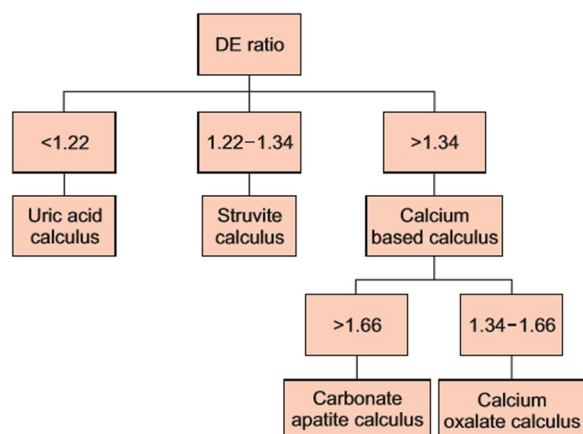 DE ratio
<1.22
1.22−1.34
>1.34
Uric acid
calculus
Struvite
calculus
Calcium
based calculus
>1.66
1.34−1.66
Carbonate
apatite calculus
Calcium
oxalate calculus